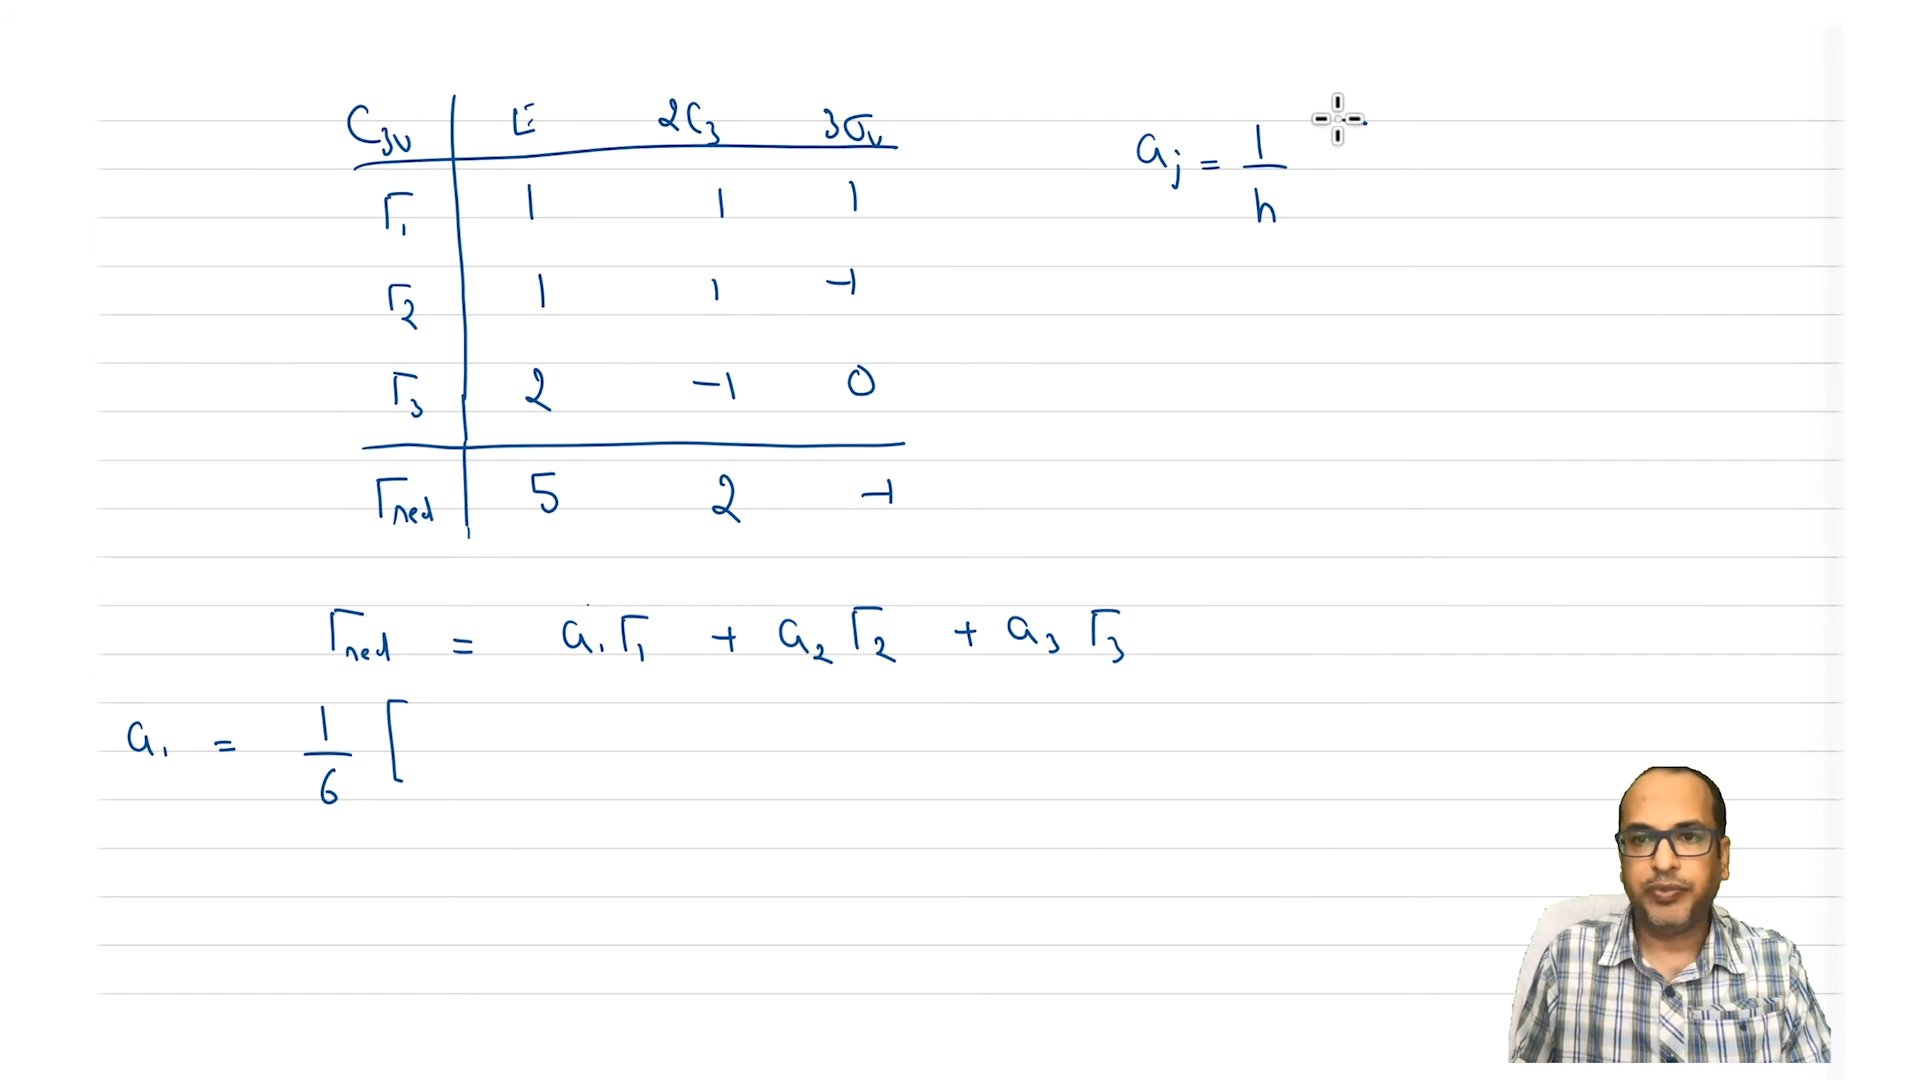 C3v E 2C3 3σv
Γ1 1 1 1
Γ2 1 1 -1
Γ3 2 -1 0
Γred 5 2 -1
aj = 1/h
Γred = a1Γ1 + a2Γ2 + a3Γ3
a1 = 1/6 [